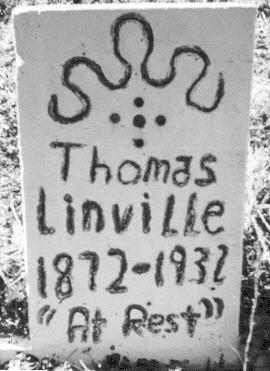 Thomas
Linville
1872-1932
"At Rest"